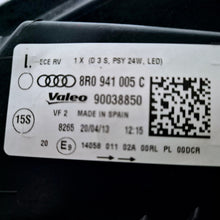 I. ECE RV 1 X (D 3 S, PSY 24W, LED)
8R0 941 005 C
Valeo 90038850
15S VF 2 MADE IN SPAIN
8265 20/04/13 12:15
20 E9 14058 011 02A 00RL PL 00DCR